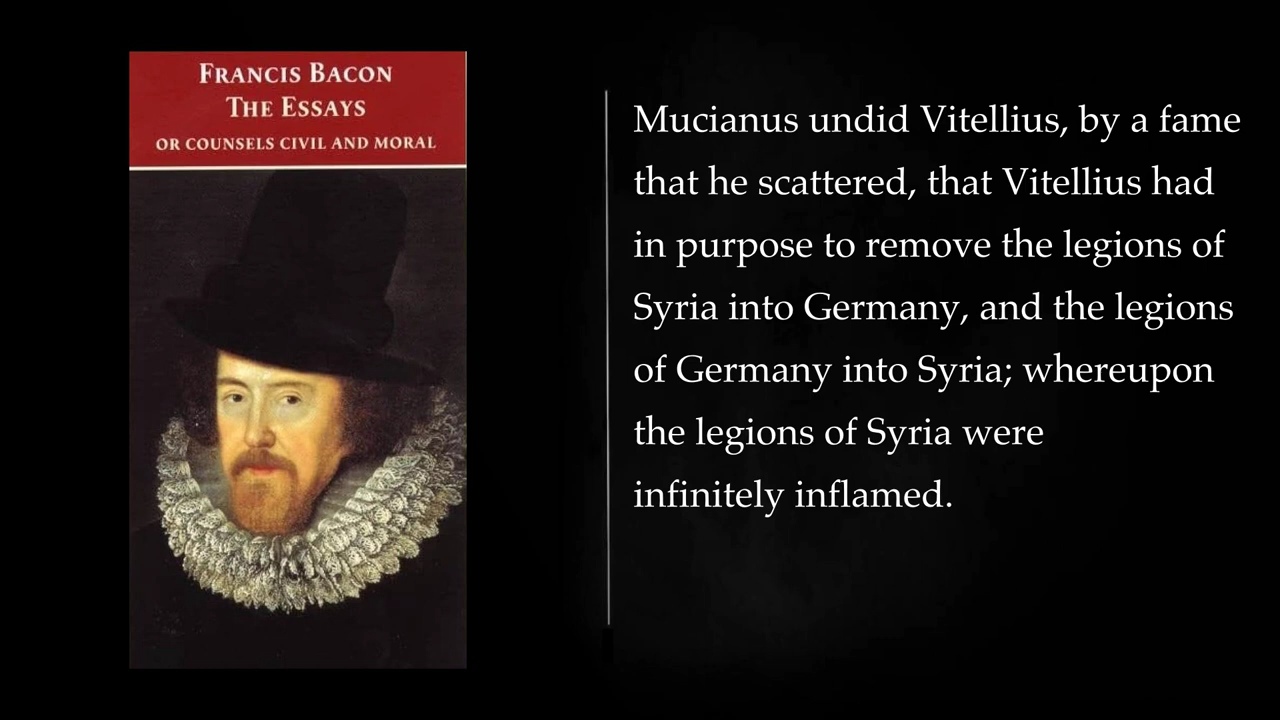 FRANCIS BACON
THE ESSAYS
OR COUNSELS CIVIL AND MORAL
Mucianus undid Vitellius, by a fame
that he scattered, that Vitellius had
in purpose to remove the legions of
Syria into Germany, and the legions
of Germany into Syria; whereupon
the legions of Syria were
infinitely inflamed.